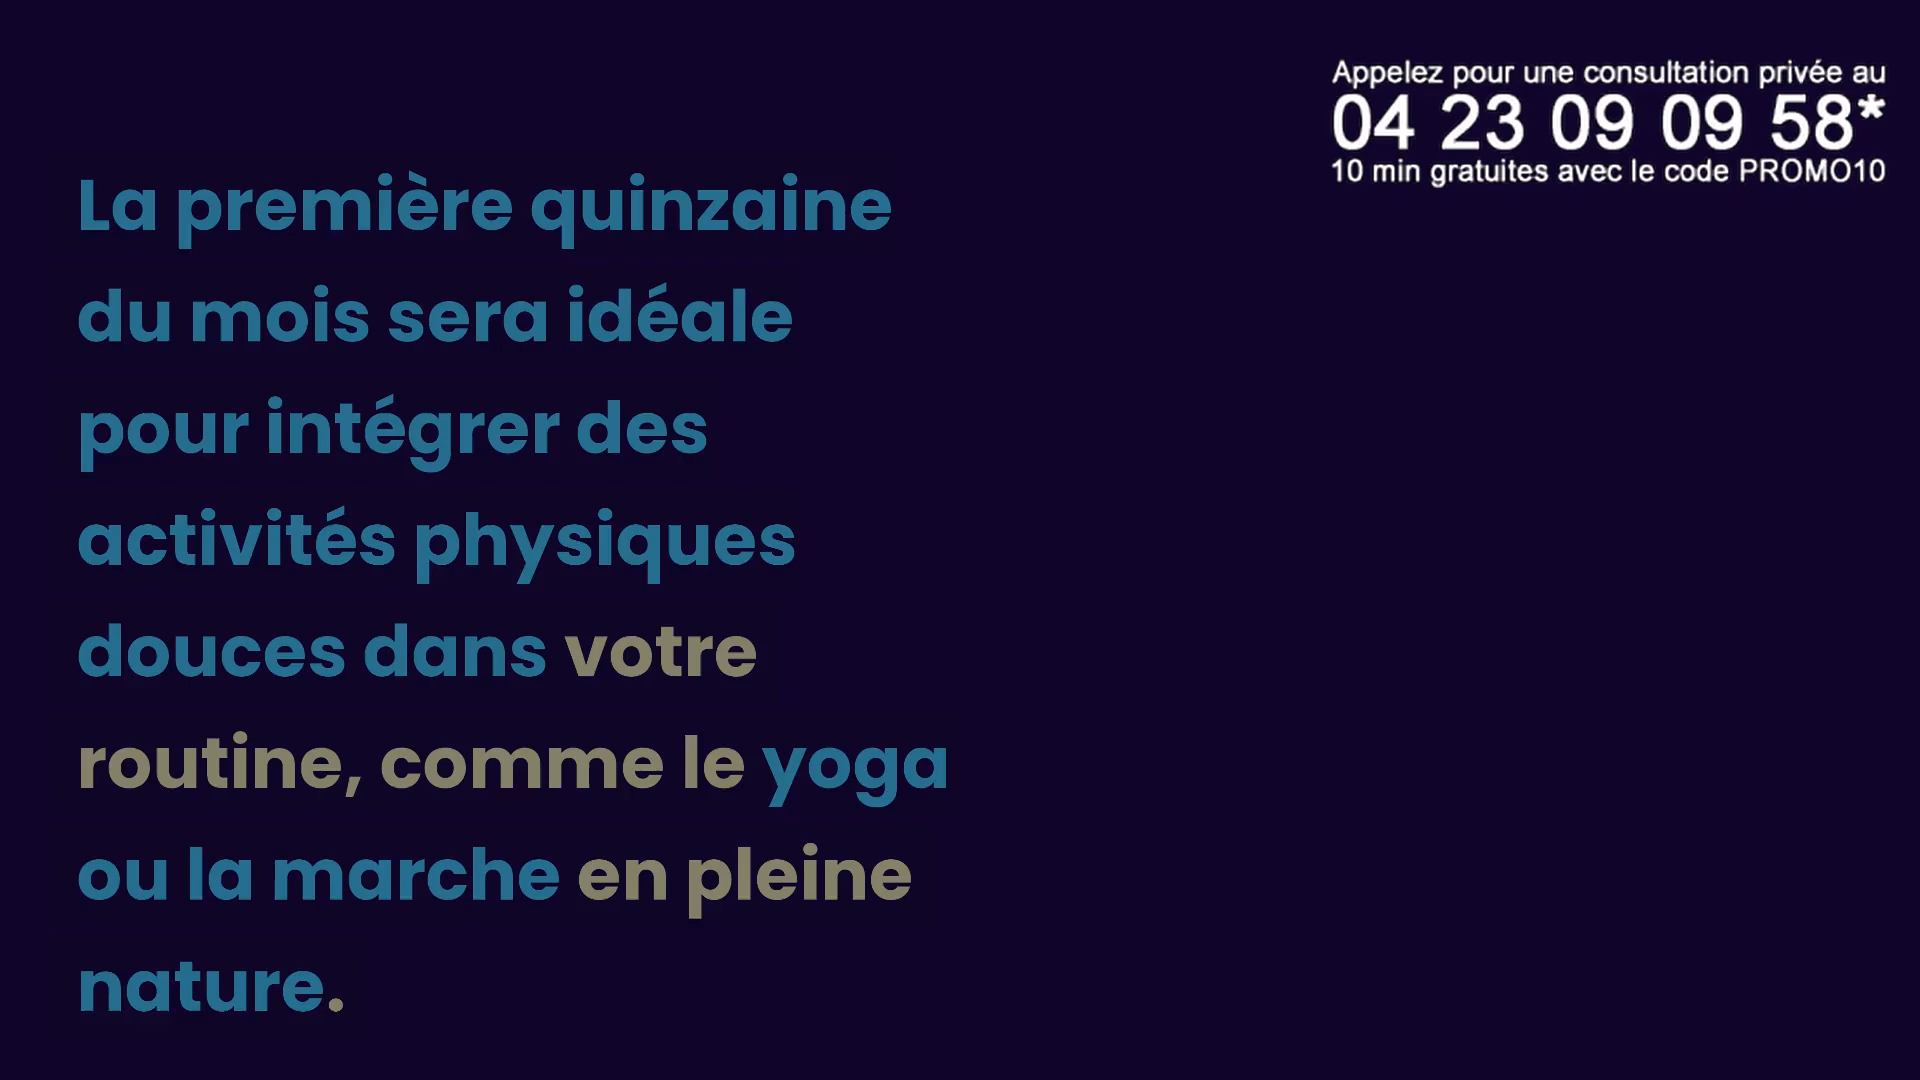 Appelez pour une consultation privée au
04 23 09 09 58*
10 min gratuites avec le code PROMO10
La première quinzaine
du mois sera idéale
pour intégrer des
activités physiques
douces dans votre
routine, comme le yoga
ou la marche en pleine
nature.